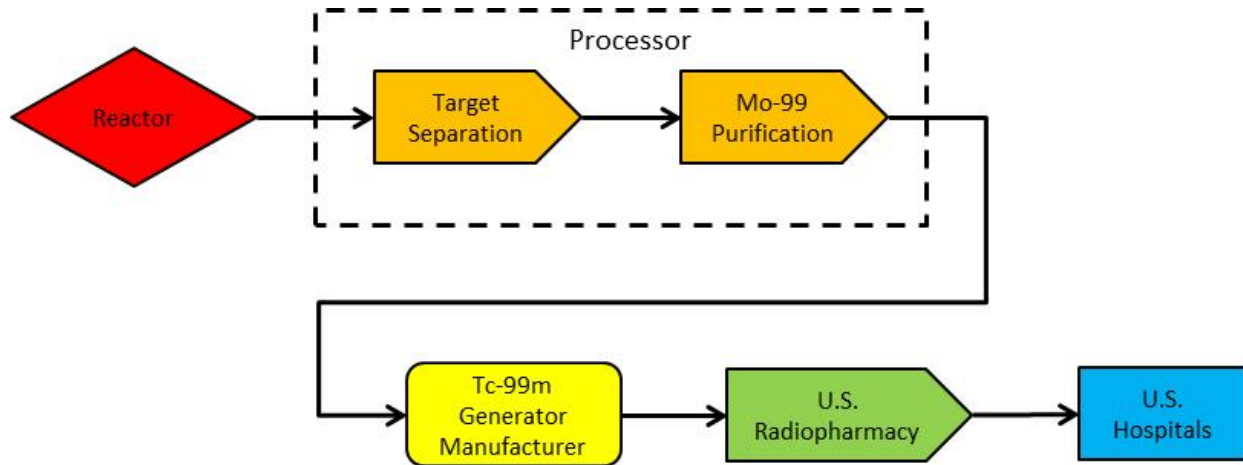 Processor
Reactor
Target
Separation
Mo-99
Purification
Tc-99m
Generator
Manufacturer
U.S.
Radiopharmacy
U.S.
Hospitals